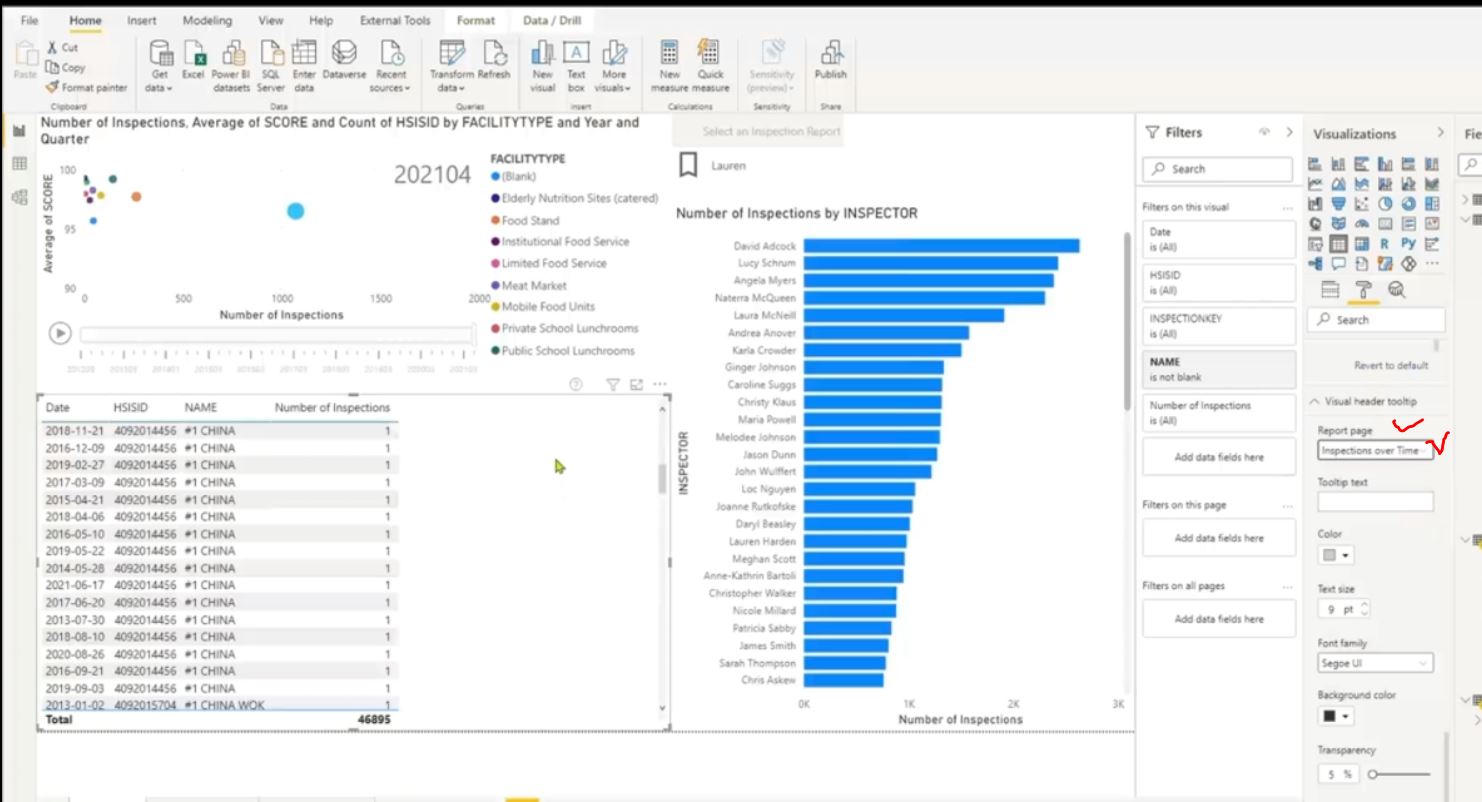 File Home Insert Modeling View Help External Tools Format Data / Drill
Paste
Cut
Copy
Format painter
Get data
Excel
Power BI datasets
SQL Server
Enter data
Dataverse
Recent sources
Transform data
Refresh
New visual
Text box
More visuals
New measure
Quick measure
Sensitivity (preview)
Publish
Clipboard Data Queries Insert Calculations Sensitivity Share
Number of Inspections, Average of SCORE and Count of HSISID by FACILITYTYPE and Year and
Quarter
Average of SCORE
100
95
90
202104
0 500 1000 1500 2000
Number of Inspections
FACILITYTYPE
(Blank)
Elderly Nutrition Sites (catered)
Food Stand
Institutional Food Service
Limited Food Service
Meat Market
Mobile Food Units
Private School Lunchrooms
Public School Lunchrooms
Date HSISID NAME Number of Inspections
2018-11-21 4092014456 #1 CHINA 1
2016-12-09 4092014456 #1 CHINA 1
2019-02-27 4092014456 #1 CHINA 1
2017-03-09 4092014456 #1 CHINA 1
2015-04-21 4092014456 #1 CHINA 1
2018-04-06 4092014456 #1 CHINA 1
2016-05-10 4092014456 #1 CHINA 1
2019-05-22 4092014456 #1 CHINA 1
2014-05-28 4092014456 #1 CHINA 1
2021-06-17 4092014456 #1 CHINA 1
2017-06-20 4092014456 #1 CHINA 1
2013-07-30 4092014456 #1 CHINA 1
2018-08-10 4092014456 #1 CHINA 1
2020-08-26 4092014456 #1 CHINA 1
2016-09-21 4092014456 #1 CHINA 1
2019-09-03 4092014456 #1 CHINA 1
2013-01-02 4092015704 #1 CHINA WOK 1
Total 46895
Select an Inspection Report
Lauren
Number of Inspections by INSPECTOR
INSPECTOR
David Adcock
Lucy Schrum
Angela Myers
Naterra McQueen
Laura McNeill
Andrea Anover
Karla Crowder
Ginger Johnson
Caroline Suggs
Christy Klaus
Maria Powell
Melodee Johnson
Jason Dunn
John Wulffert
Loc Nguyen
Joanne Rutkofske
Daryl Beasley
Lauren Harden
Meghan Scott
Anne-Kathrin Bartoli
Christopher Walker
Nicole Millard
Patricia Sabby
James Smith
Sarah Thompson
Chris Askew
0K 1K 2K 3K
Number of Inspections
Filters
Search
Filters on this visual
Date
is (All)
HSISID
is (All)
INSPECTIONKEY
is (All)
NAME
is not blank
Number of Inspections
is (All)
Add data fields here
Filters on this page
Add data fields here
Filters on all pages
Add data fields here
Visualizations
R Py
Search
Revert to default
Visual header tooltip
Report page
Inspections over Time
Tooltip text
Color
Text size
9 pt
Font family
Segoe UI
Background color
Transparency
5 %
Fie